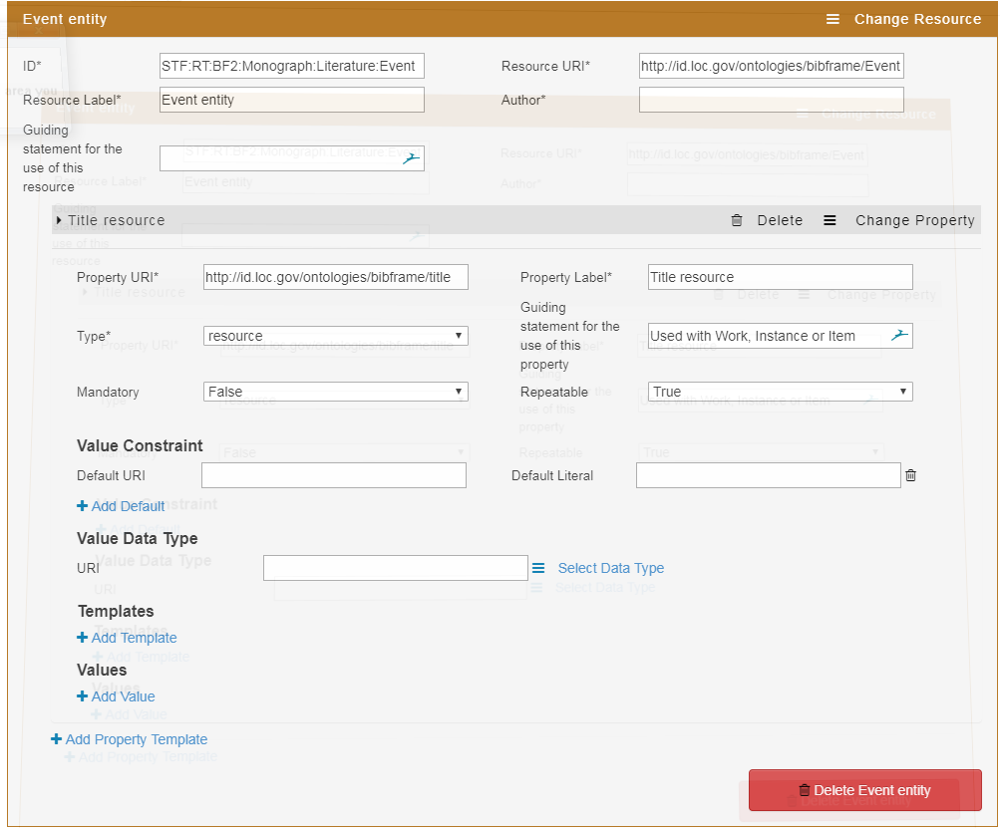 Event entity Change Resource
ID* STF:RT:BF2:Monograph:Literature:Event Resource URI* http://id.loc.gov/ontologies/bibframe/Event
Resource Label* Event entity Author*
Guiding
statement for the
use of this
resource
Title resource Delete Change Property
Property URI* http://id.loc.gov/ontologies/bibframe/title Property Label* Title resource
Type* resource Guiding
statement for the
use of this
property Used with Work, Instance or Item
Mandatory False Repeatable True
Value Constraint
Default URI Default Literal
Add Default
Value Data Type
URI Select Data Type
Templates
Add Template
Values
Add Value
Add Property Template
Delete Event entity